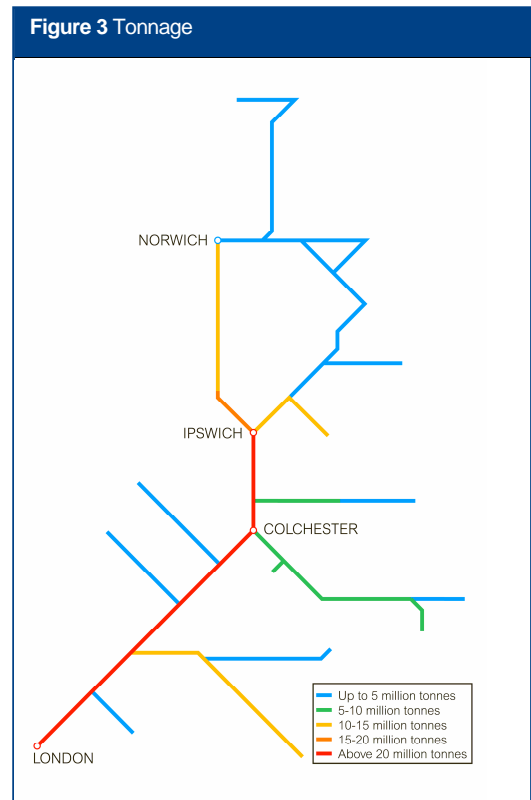 Figure 3 Tonnage
NORWICH
IPSWICH
COLCHESTER
Up to 5 million tonnes
5-10 million tonnes
10-15 million tonnes
15-20 million tonnes
Above 20 million tonnes
LONDON